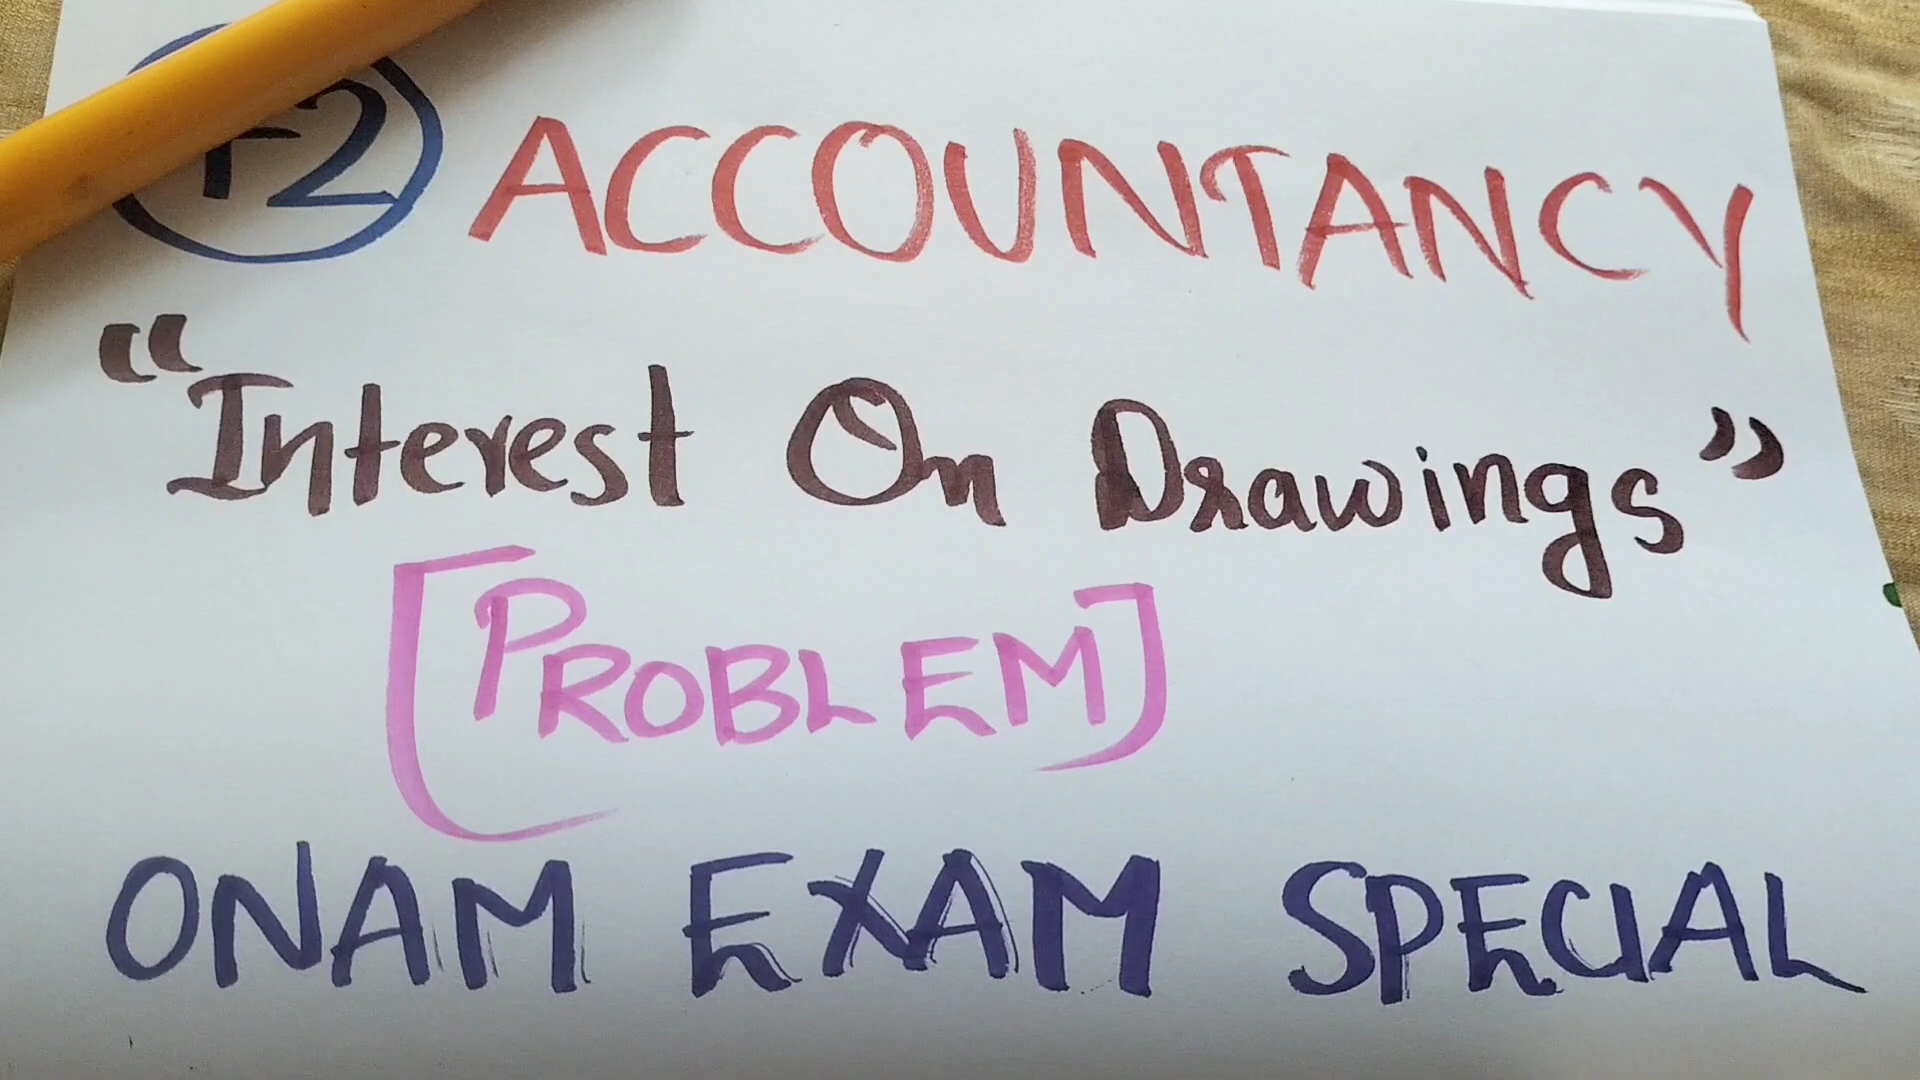 +2 ACCOUNTANCY
"Interest On Drawings"
[PROBLEM]
ONAM EXAM SPECIAL